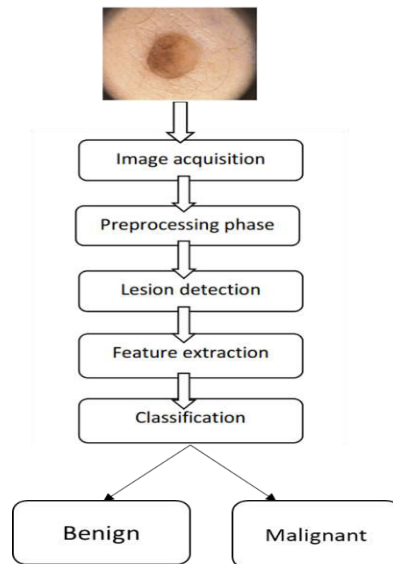 Image acquisition
Preprocessing phase
Lesion detection
Feature extraction
Classification
Benign
Malignant